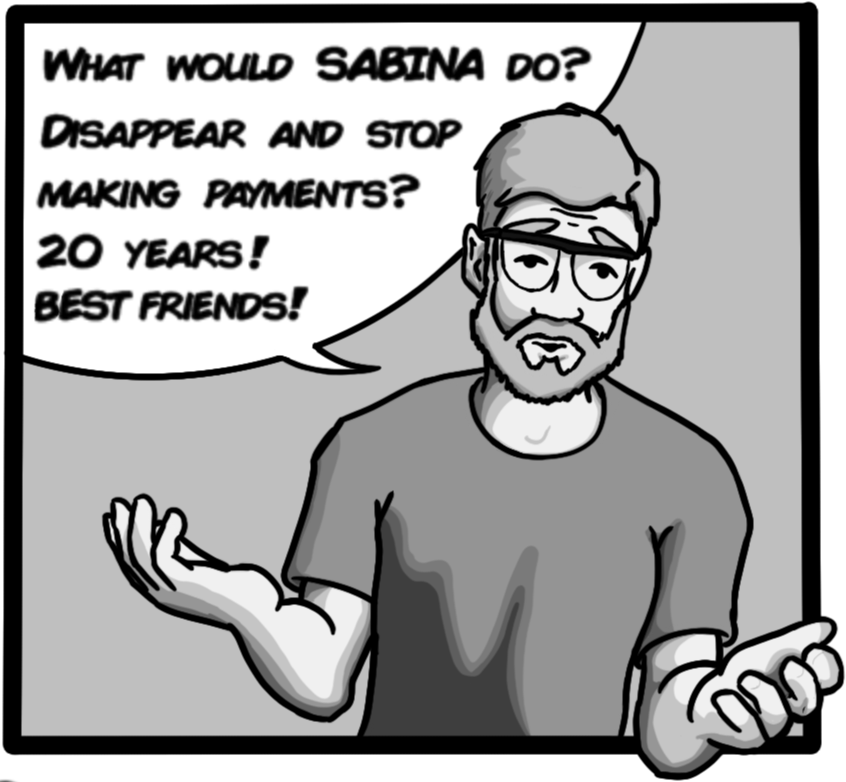 WHAT WOULD SABINA DO?
DISAPPEAR AND STOP
MAKING PAYMENTS?
20 YEARS!
BEST FRIENDS!